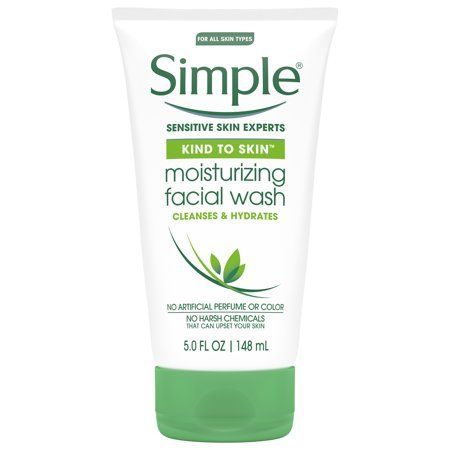 FOR ALL SKIN TYPES
Simple®
SENSITIVE SKIN EXPERTS
KIND TO SKIN™
moisturizing
facial wash
CLEANSES & HYDRATES
NO ARTIFICIAL PERFUME OR COLOR
NO HARSH CHEMICALS
THAT CAN UPSET YOUR SKIN
5.0 FL OZ | 148 mL